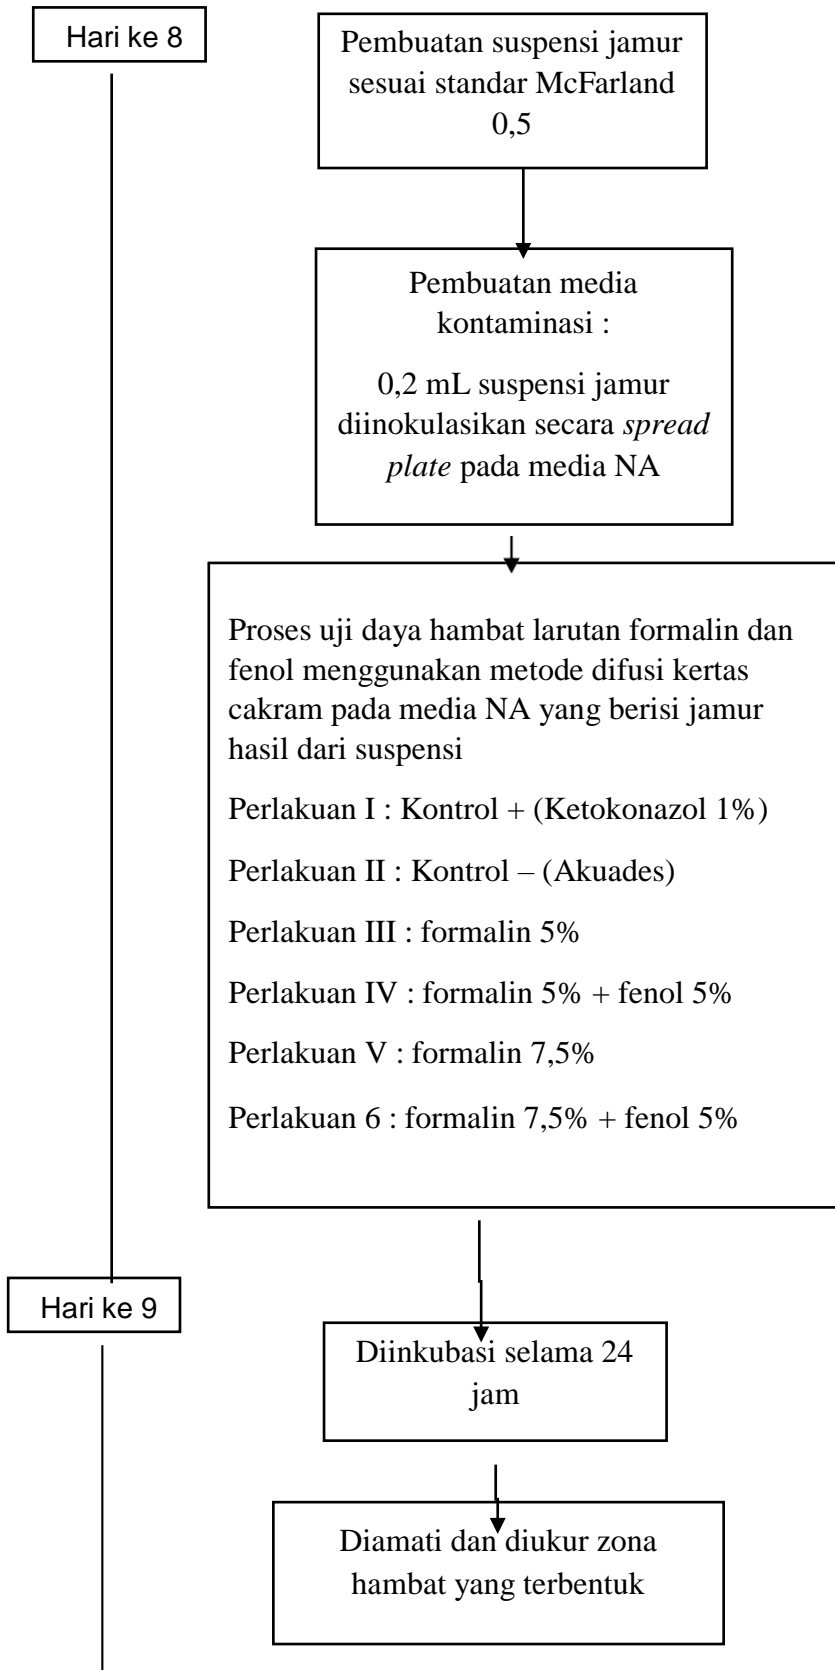 Hari ke 8
Pembuatan suspensi jamur
sesuai standar McFarland
0,5
Pembuatan media
kontaminasi :
0,2 mL suspensi jamur
diinokulasikan secara spread
plate pada media NA
Proses uji daya hambat larutan formalin dan
fenol menggunakan metode difusi kertas
cakram pada media NA yang berisi jamur
hasil dari suspensi
Perlakuan I : Kontrol + (Ketokonazol 1%)
Perlakuan II : Kontrol – (Akuades)
Perlakuan III : formalin 5%
Perlakuan IV : formalin 5% + fenol 5%
Perlakuan V : formalin 7,5%
Perlakuan 6 : formalin 7,5% + fenol 5%
Hari ke 9
Diinkubasi selama 24
jam
Diamati dan diukur zona
hambat yang terbentuk